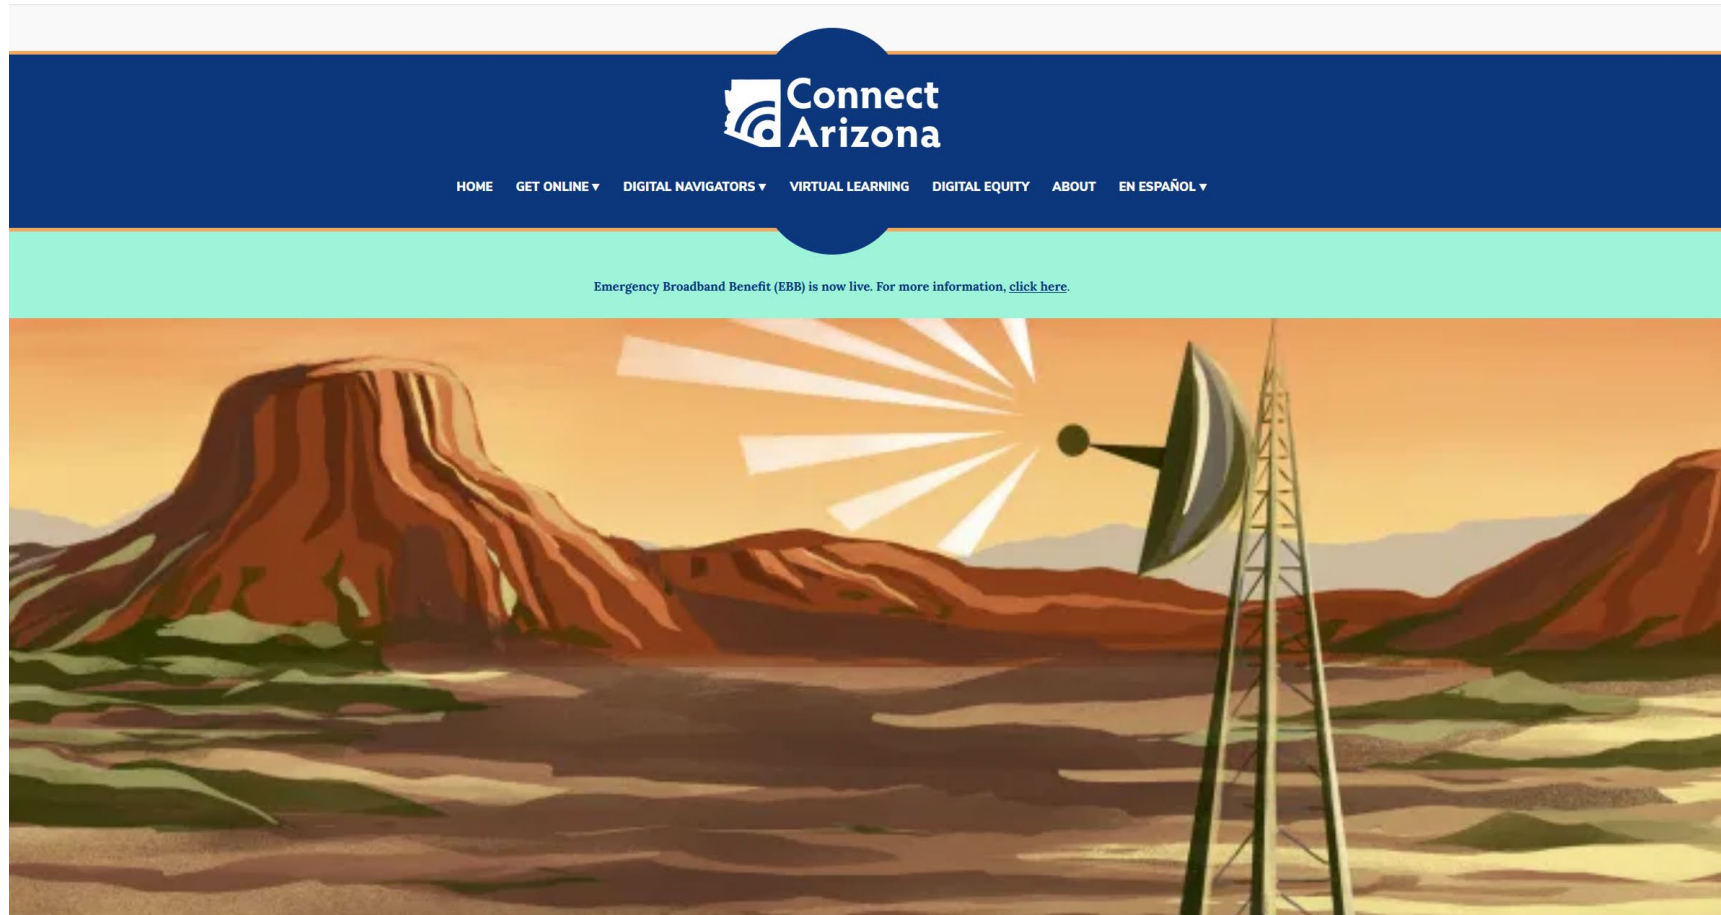 Connect
Arizona
HOME GET ONLINE ▾ DIGITAL NAVIGATORS ▾ VIRTUAL LEARNING DIGITAL EQUITY ABOUT EN ESPAÑOL ▾
Emergency Broadband Benefit (EBB) is now live. For more information, click here.